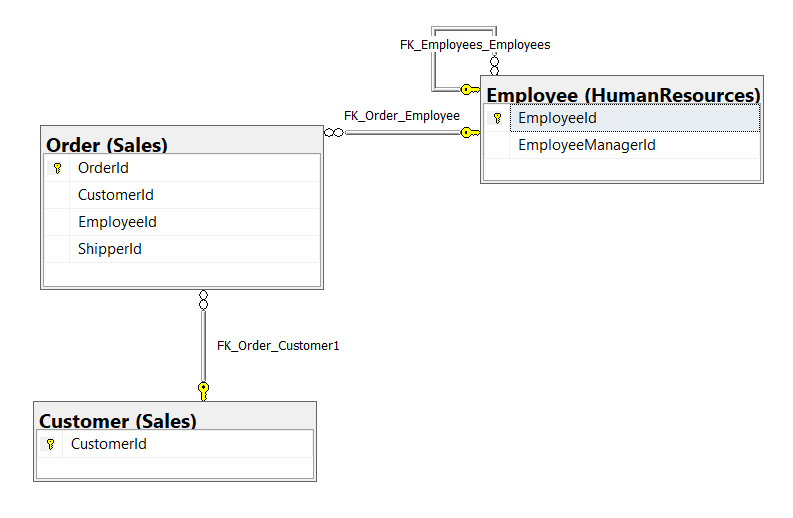 FK_Employees_Employees
Employee (HumanResources)
EmployeeId
EmployeeManagerId
FK_Order_Employee
Order (Sales)
OrderId
CustomerId
EmployeeId
ShipperId
FK_Order_Customer1
Customer (Sales)
CustomerId